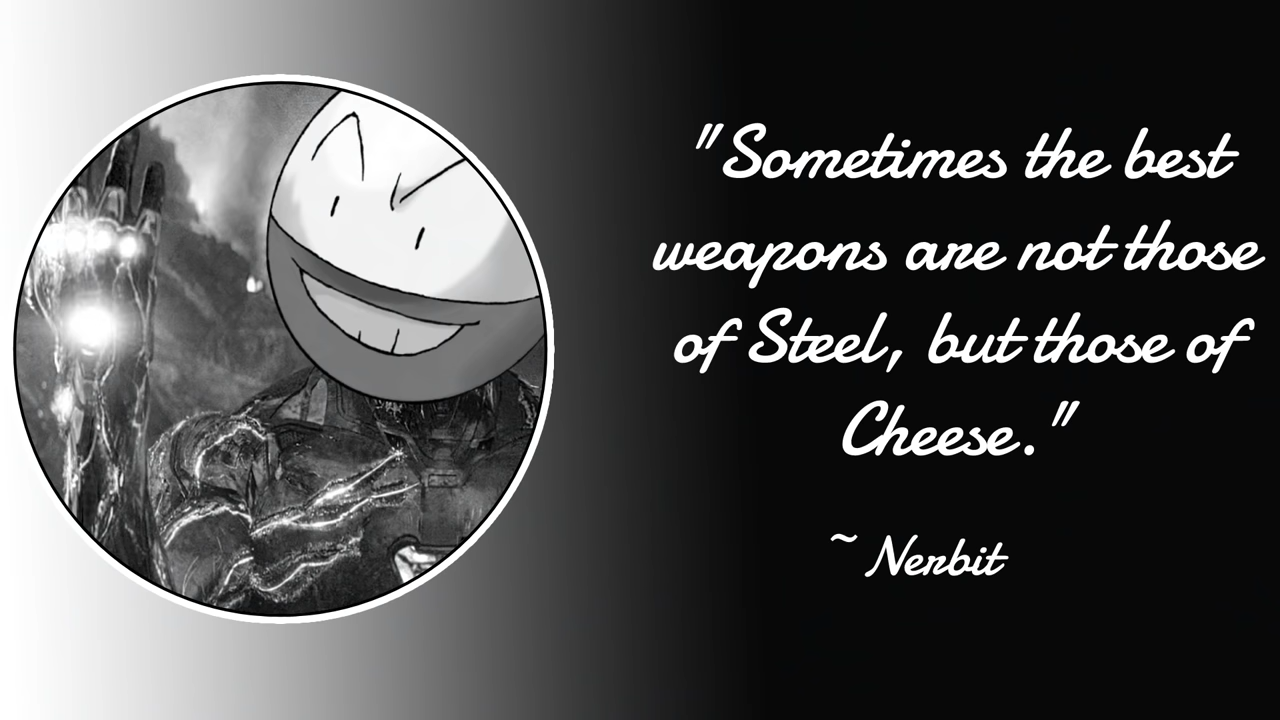 "Sometimes the best
weapons are not those
of Steel, but those of
Cheese."
~ Nerbit